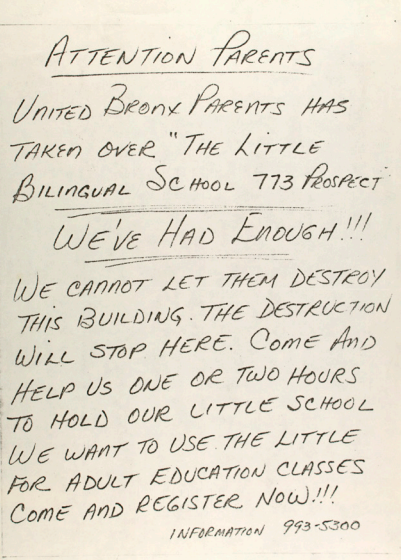 ATTENTION PARENTS
UNITED BRONX PARENTS HAS
TAKEN OVER "THE LITTLE
BILINGUAL SCHOOL 773 PROSPECT
WE'VE HAD ENOUGH!!!
WE CANNOT LET THEM DESTROY
THIS BUILDING. THE DESTRUCTION
WILL STOP HERE. COME AND
HELP US ONE OR TWO HOURS
TO HOLD OUR LITTLE SCHOOL
WE WANT TO USE THE LITTLE
FOR ADULT EDUCATION CLASSES
COME AND REGISTER NOW!!!
INFORMATION 993-5300